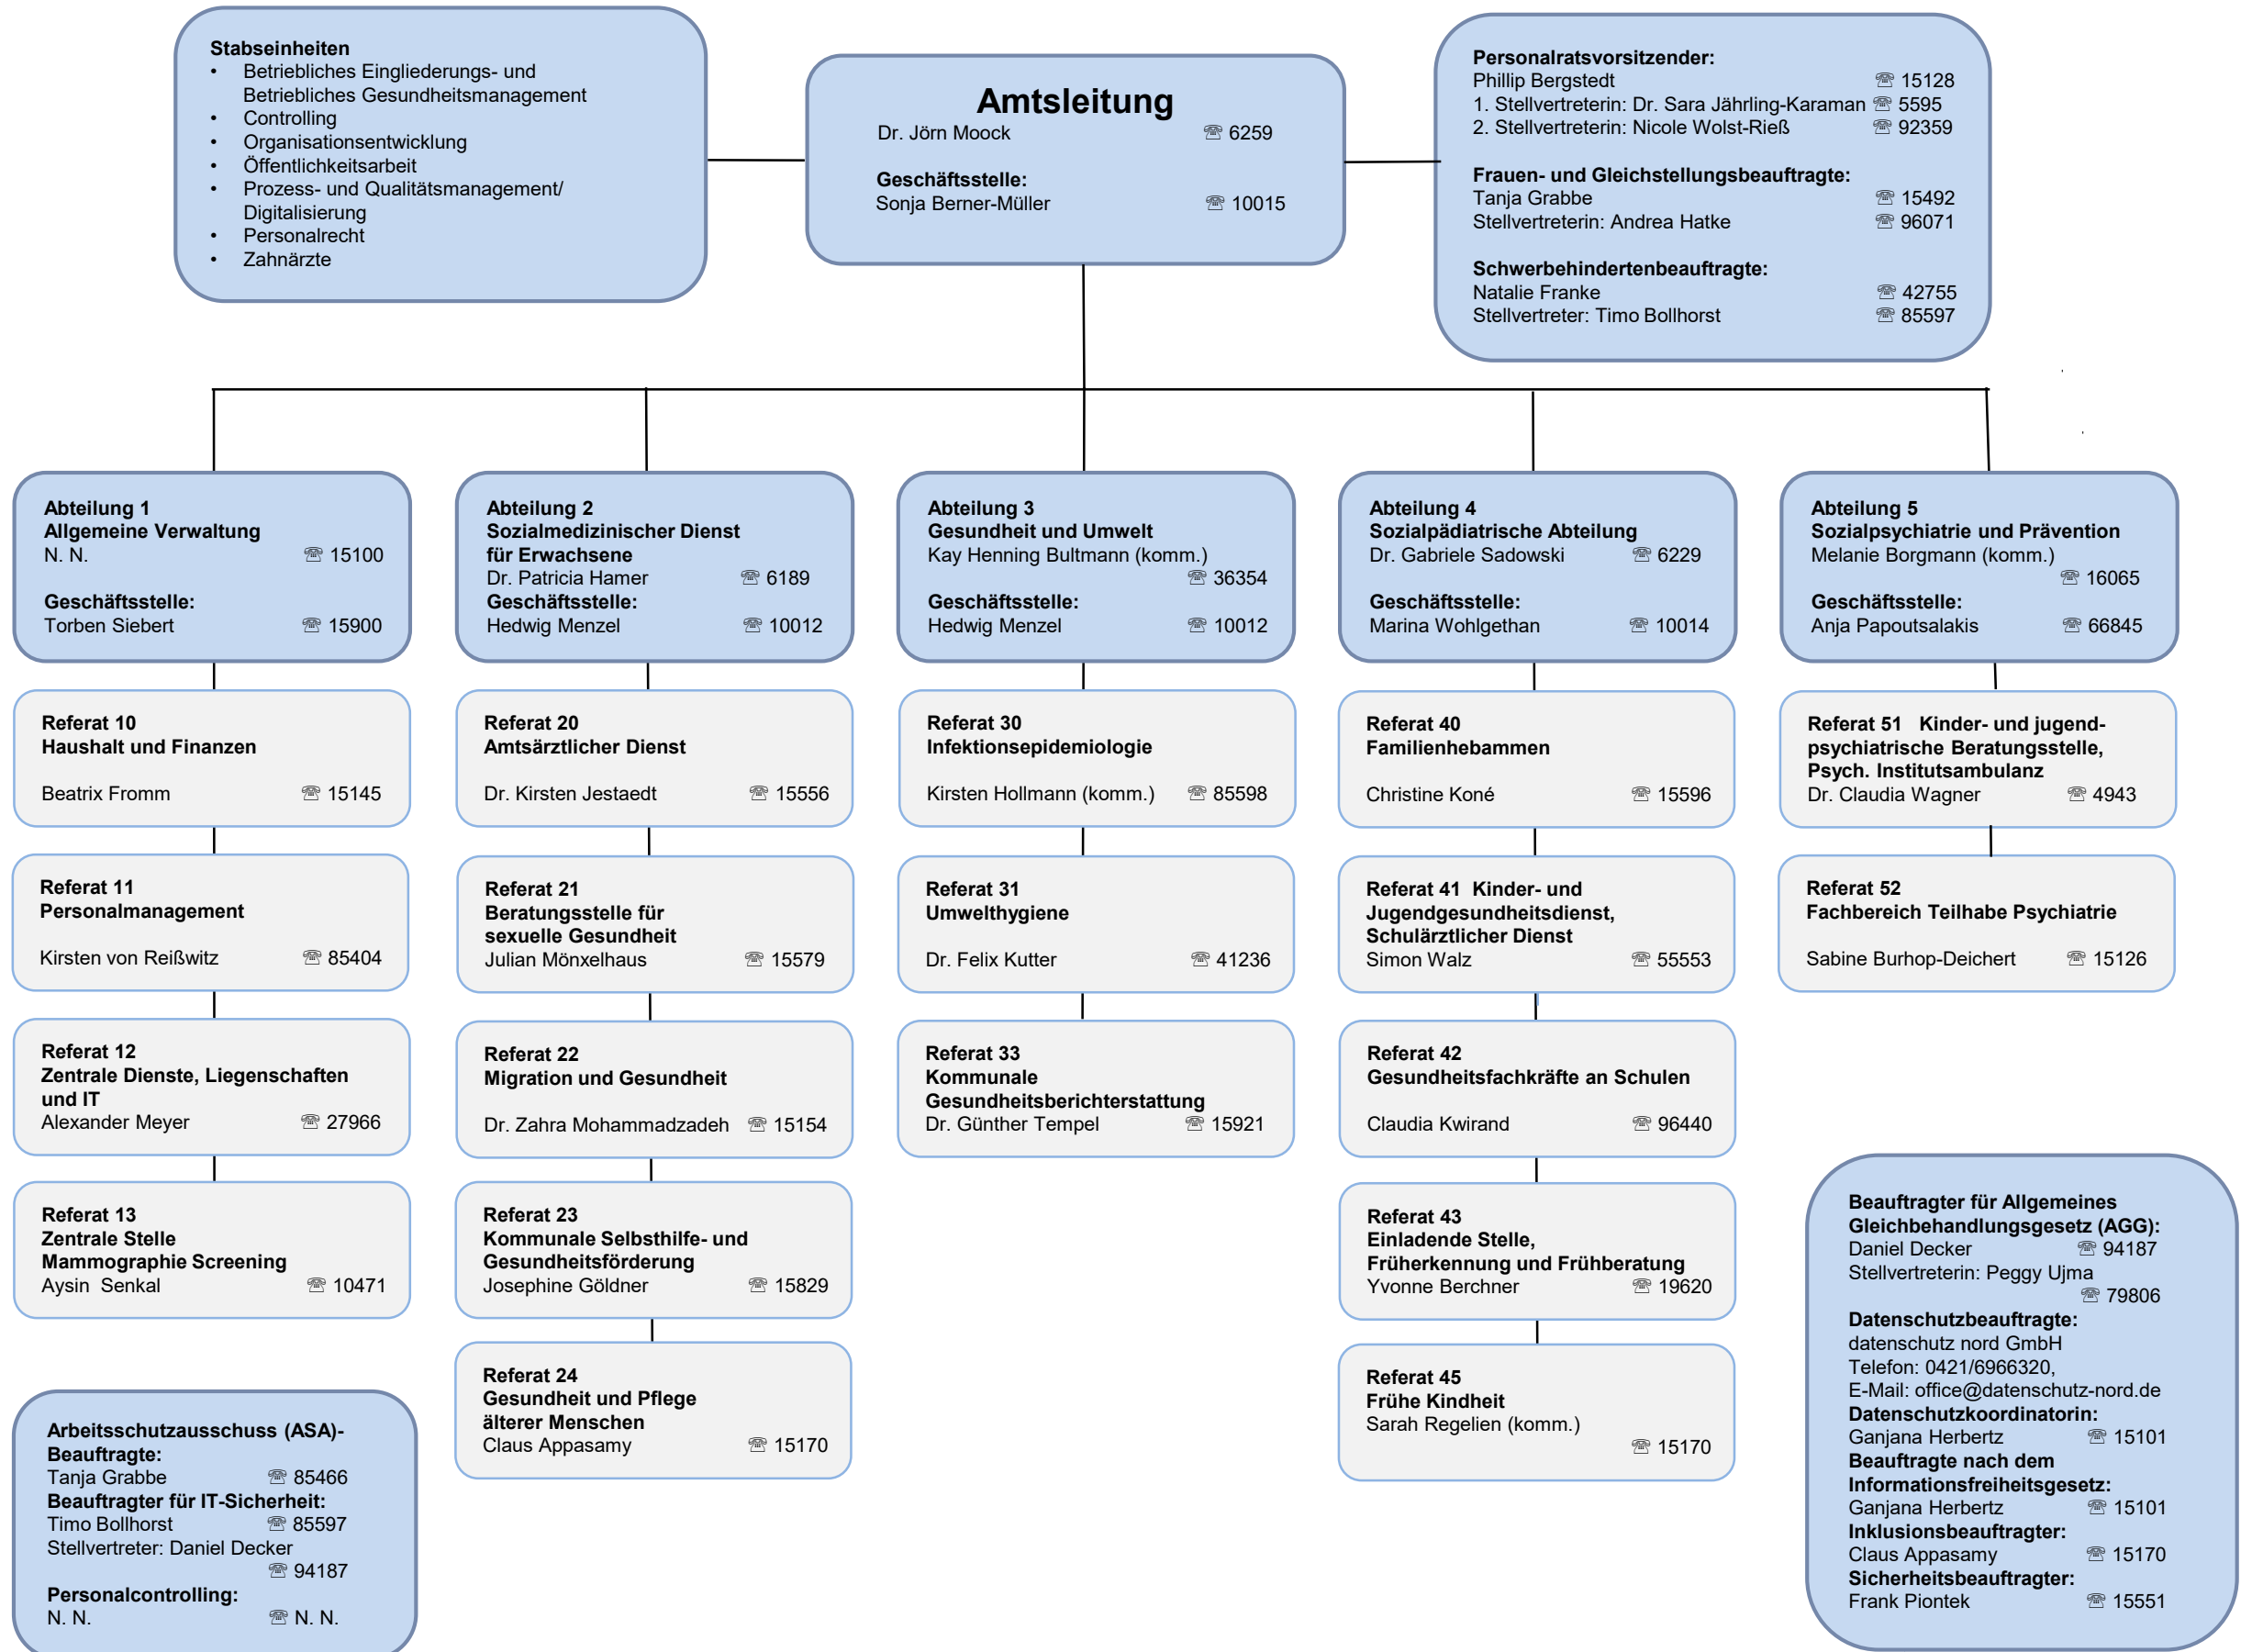 Stabseinheiten
• Betriebliches Eingliederungs- und
Betriebliches Gesundheitsmanagement
• Controlling
• Organisationsentwicklung
• Öffentlichkeitsarbeit
• Prozess- und Qualitätsmanagement/
Digitalisierung
• Personalrecht
• Zahnärzte
Amtsleitung
Dr. Jörn Moock ☏ 6259
Geschäftsstelle:
Sonja Berner-Müller ☏ 10015
Personalratsvorsitzender:
Phillip Bergstedt ☏ 15128
1. Stellvertreterin: Dr. Sara Jährling-Karaman ☏ 5595
2. Stellvertreterin: Nicole Wolst-Rieß ☏ 92359
Frauen- und Gleichstellungsbeauftragte:
Tanja Grabbe ☏ 15492
Stellvertreterin: Andrea Hatke ☏ 96071
Schwerbehindertenbeauftragte:
Natalie Franke ☏ 42755
Stellvertreter: Timo Bollhorst ☏ 85597
Abteilung 1
Allgemeine Verwaltung
N. N. ☏ 15100
Geschäftsstelle:
Torben Siebert ☏ 15900
Referat 10
Haushalt und Finanzen
Beatrix Fromm ☏ 15145
Referat 11
Personalmanagement
Kirsten von Reißwitz ☏ 85404
Referat 12
Zentrale Dienste, Liegenschaften
und IT
Alexander Meyer ☏ 27966
Referat 13
Zentrale Stelle
Mammographie Screening
Aysin Senkal ☏ 10471
Arbeitsschutzausschuss (ASA)-
Beauftragte:
Tanja Grabbe ☏ 85466
Beauftragter für IT-Sicherheit:
Timo Bollhorst ☏ 85597
Stellvertreter: Daniel Decker
☏ 94187
Personalcontrolling:
N. N. ☏ N. N.
Abteilung 2
Sozialmedizinischer Dienst
für Erwachsene
Dr. Patricia Hamer ☏ 6189
Geschäftsstelle:
Hedwig Menzel ☏ 10012
Referat 20
Amtsärztlicher Dienst
Dr. Kirsten Jestaedt ☏ 15556
Referat 21
Beratungsstelle für
sexuelle Gesundheit
Julian Mönxelhaus ☏ 15579
Referat 22
Migration und Gesundheit
Dr. Zahra Mohammadzadeh ☏ 15154
Referat 23
Kommunale Selbsthilfe- und
Gesundheitsförderung
Josephine Göldner ☏ 15829
Referat 24
Gesundheit und Pflege
älterer Menschen
Claus Appasamy ☏ 15170
Abteilung 3
Gesundheit und Umwelt
Kay Henning Bultmann (komm.)
☏ 36354
Geschäftsstelle:
Hedwig Menzel ☏ 10012
Referat 30
Infektionsepidemiologie
Kirsten Hollmann (komm.) ☏ 85598
Referat 31
Umwelthygiene
Dr. Felix Kutter ☏ 41236
Referat 33
Kommunale
Gesundheitsberichterstattung
Dr. Günther Tempel ☏ 15921
Abteilung 4
Sozialpädiatrische Abteilung
Dr. Gabriele Sadowski ☏ 6229
Geschäftsstelle:
Marina Wohlgethan ☏ 10014
Referat 40
Familienhebammen
Christine Koné ☏ 15596
Referat 41 Kinder- und
Jugendgesundheitsdienst,
Schulärztlicher Dienst
Simon Walz ☏ 55553
Referat 42
Gesundheitsfachkräfte an Schulen
Claudia Kwirand ☏ 96440
Referat 43
Einladende Stelle,
Früherkennung und Frühberatung
Yvonne Berchner ☏ 19620
Referat 45
Frühe Kindheit
Sarah Regelien (komm.)
☏ 15170
Abteilung 5
Sozialpsychiatrie und Prävention
Melanie Borgmann (komm.)
☏ 16065
Geschäftsstelle:
Anja Papoutsalakis ☏ 66845
Referat 51 Kinder- und jugend-
psychiatrische Beratungsstelle,
Psych. Institutsambulanz
Dr. Claudia Wagner ☏ 4943
Referat 52
Fachbereich Teilhabe Psychiatrie
Sabine Burhop-Deichert ☏ 15126
Beauftragter für Allgemeines
Gleichbehandlungsgesetz (AGG):
Daniel Decker ☏ 94187
Stellvertreterin: Peggy Ujma
☏ 79806
Datenschutzbeauftragte:
datenschutz nord GmbH
Telefon: 0421/6966320,
E-Mail: office@datenschutz-nord.de
Datenschutzkoordinatorin:
Ganjana Herbertz ☏ 15101
Beauftragte nach dem
Informationsfreiheitsgesetz:
Ganjana Herbertz ☏ 15101
Inklusionsbeauftragter:
Claus Appasamy ☏ 15170
Sicherheitsbeauftragter:
Frank Piontek ☏ 15551